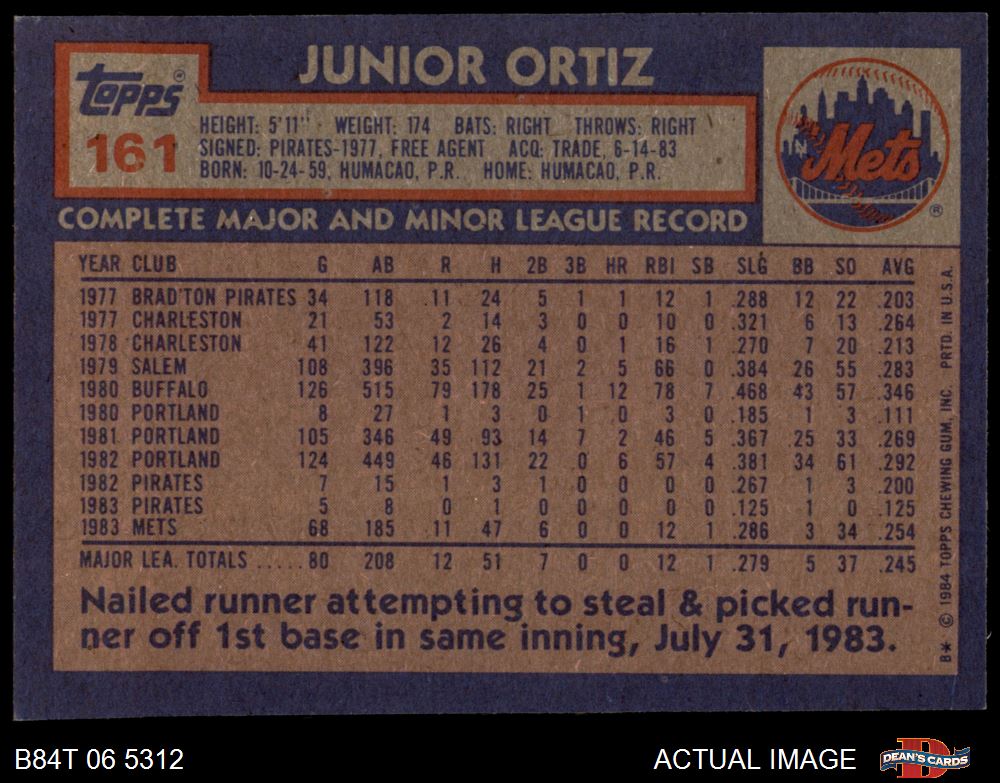 JUNIOR ORTIZ
Topps®
161
HEIGHT: 5'11" · WEIGHT: 174 BATS: RIGHT THROWS: RIGHT
SIGNED: PIRATES-1977, FREE AGENT ACQ: TRADE, 6-14-83
BORN: 10-24-59, HUMACAO, P.R. HOME: HUMACAO, P.R.
N
Mets
®
COMPLETE MAJOR AND MINOR LEAGUE RECORD
YEAR CLUB G AB R H 2B 3B HR RBI SB SLG BB SO AVG
1977 BRAD'TON PIRATES 34 118 11 24 5 1 1 12 1 .288 12 22 .203
1977 CHARLESTON 21 53 2 14 3 0 0 10 0 .321 6 13 .264
1978 CHARLESTON 41 122 12 26 4 0 1 16 1 .270 7 20 .213
1979 SALEM 108 396 35 112 21 2 5 66 0 .384 26 55 .283
1980 BUFFALO 126 515 79 178 25 1 12 78 7 .468 43 57 .346
1980 PORTLAND 8 27 1 3 0 1 0 3 0 .185 1 3 .111
1981 PORTLAND 105 346 49 93 14 7 2 46 5 .367 25 33 .269
1982 PORTLAND 124 449 46 131 22 0 6 57 4 .381 34 61 .292
1982 PIRATES 7 15 1 3 1 0 0 0 0 .267 1 3 .200
1983 PIRATES 5 8 0 1 0 0 0 0 0 .125 1 0 .125
1983 METS 68 185 11 47 6 0 0 12 1 .286 3 34 .254
MAJOR LEA. TOTALS .....80 208 12 51 7 0 0 12 1 .279 5 37 .245
Nailed runner attempting to steal & picked run-
ner off 1st base in same inning, July 31, 1983.
B* © 1984 TOPPS CHEWING GUM, INC. PRTD. IN U.S.A.
B84T 06 5312
ACTUAL IMAGE
D
DEAN'S CARDS